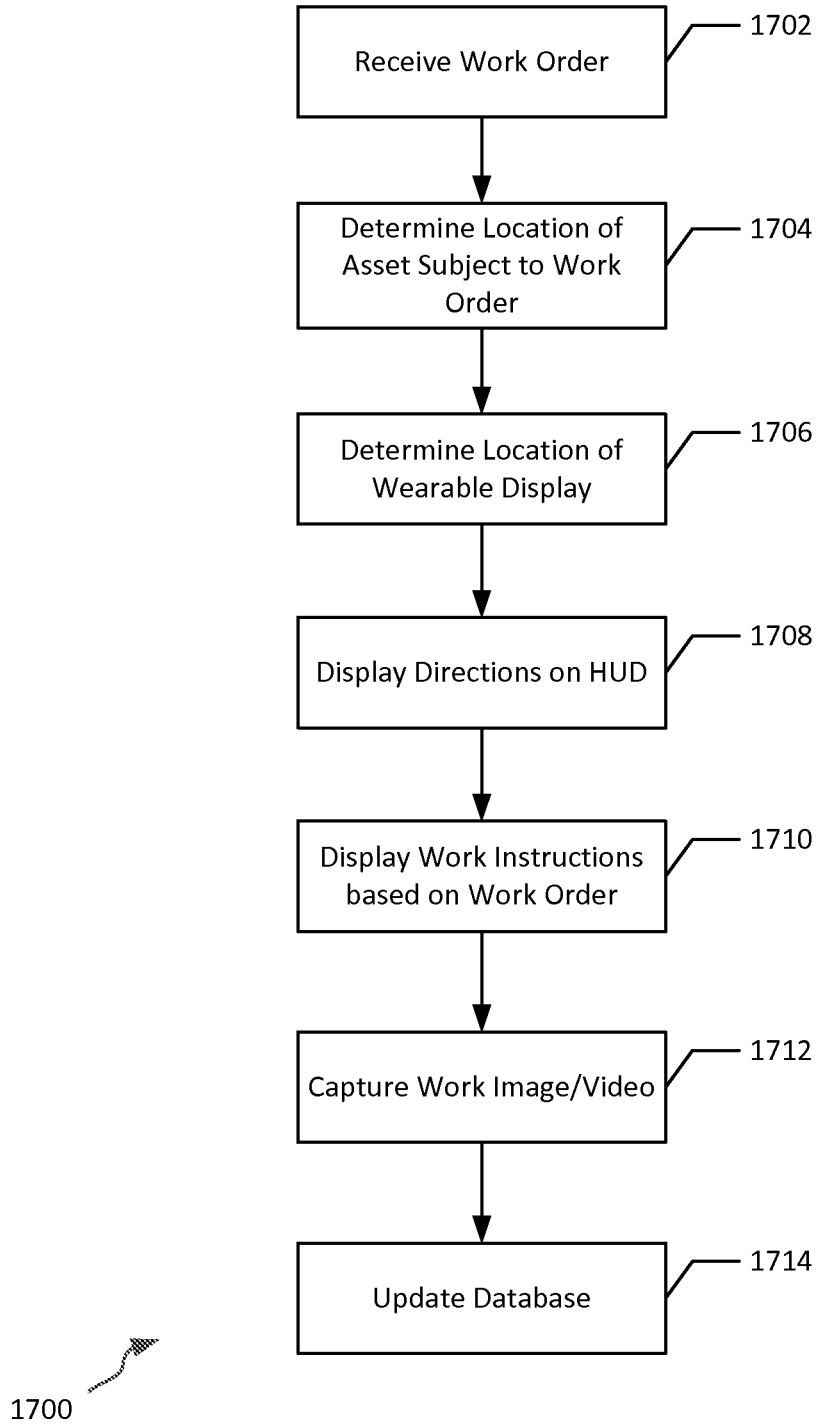 Receive Work Order
1702
Determine Location of
Asset Subject to Work
Order
1704
Determine Location of
Wearable Display
1706
Display Directions on HUD
1708
Display Work Instructions
based on Work Order
1710
Capture Work Image/Video
1712
Update Database
1714
1700